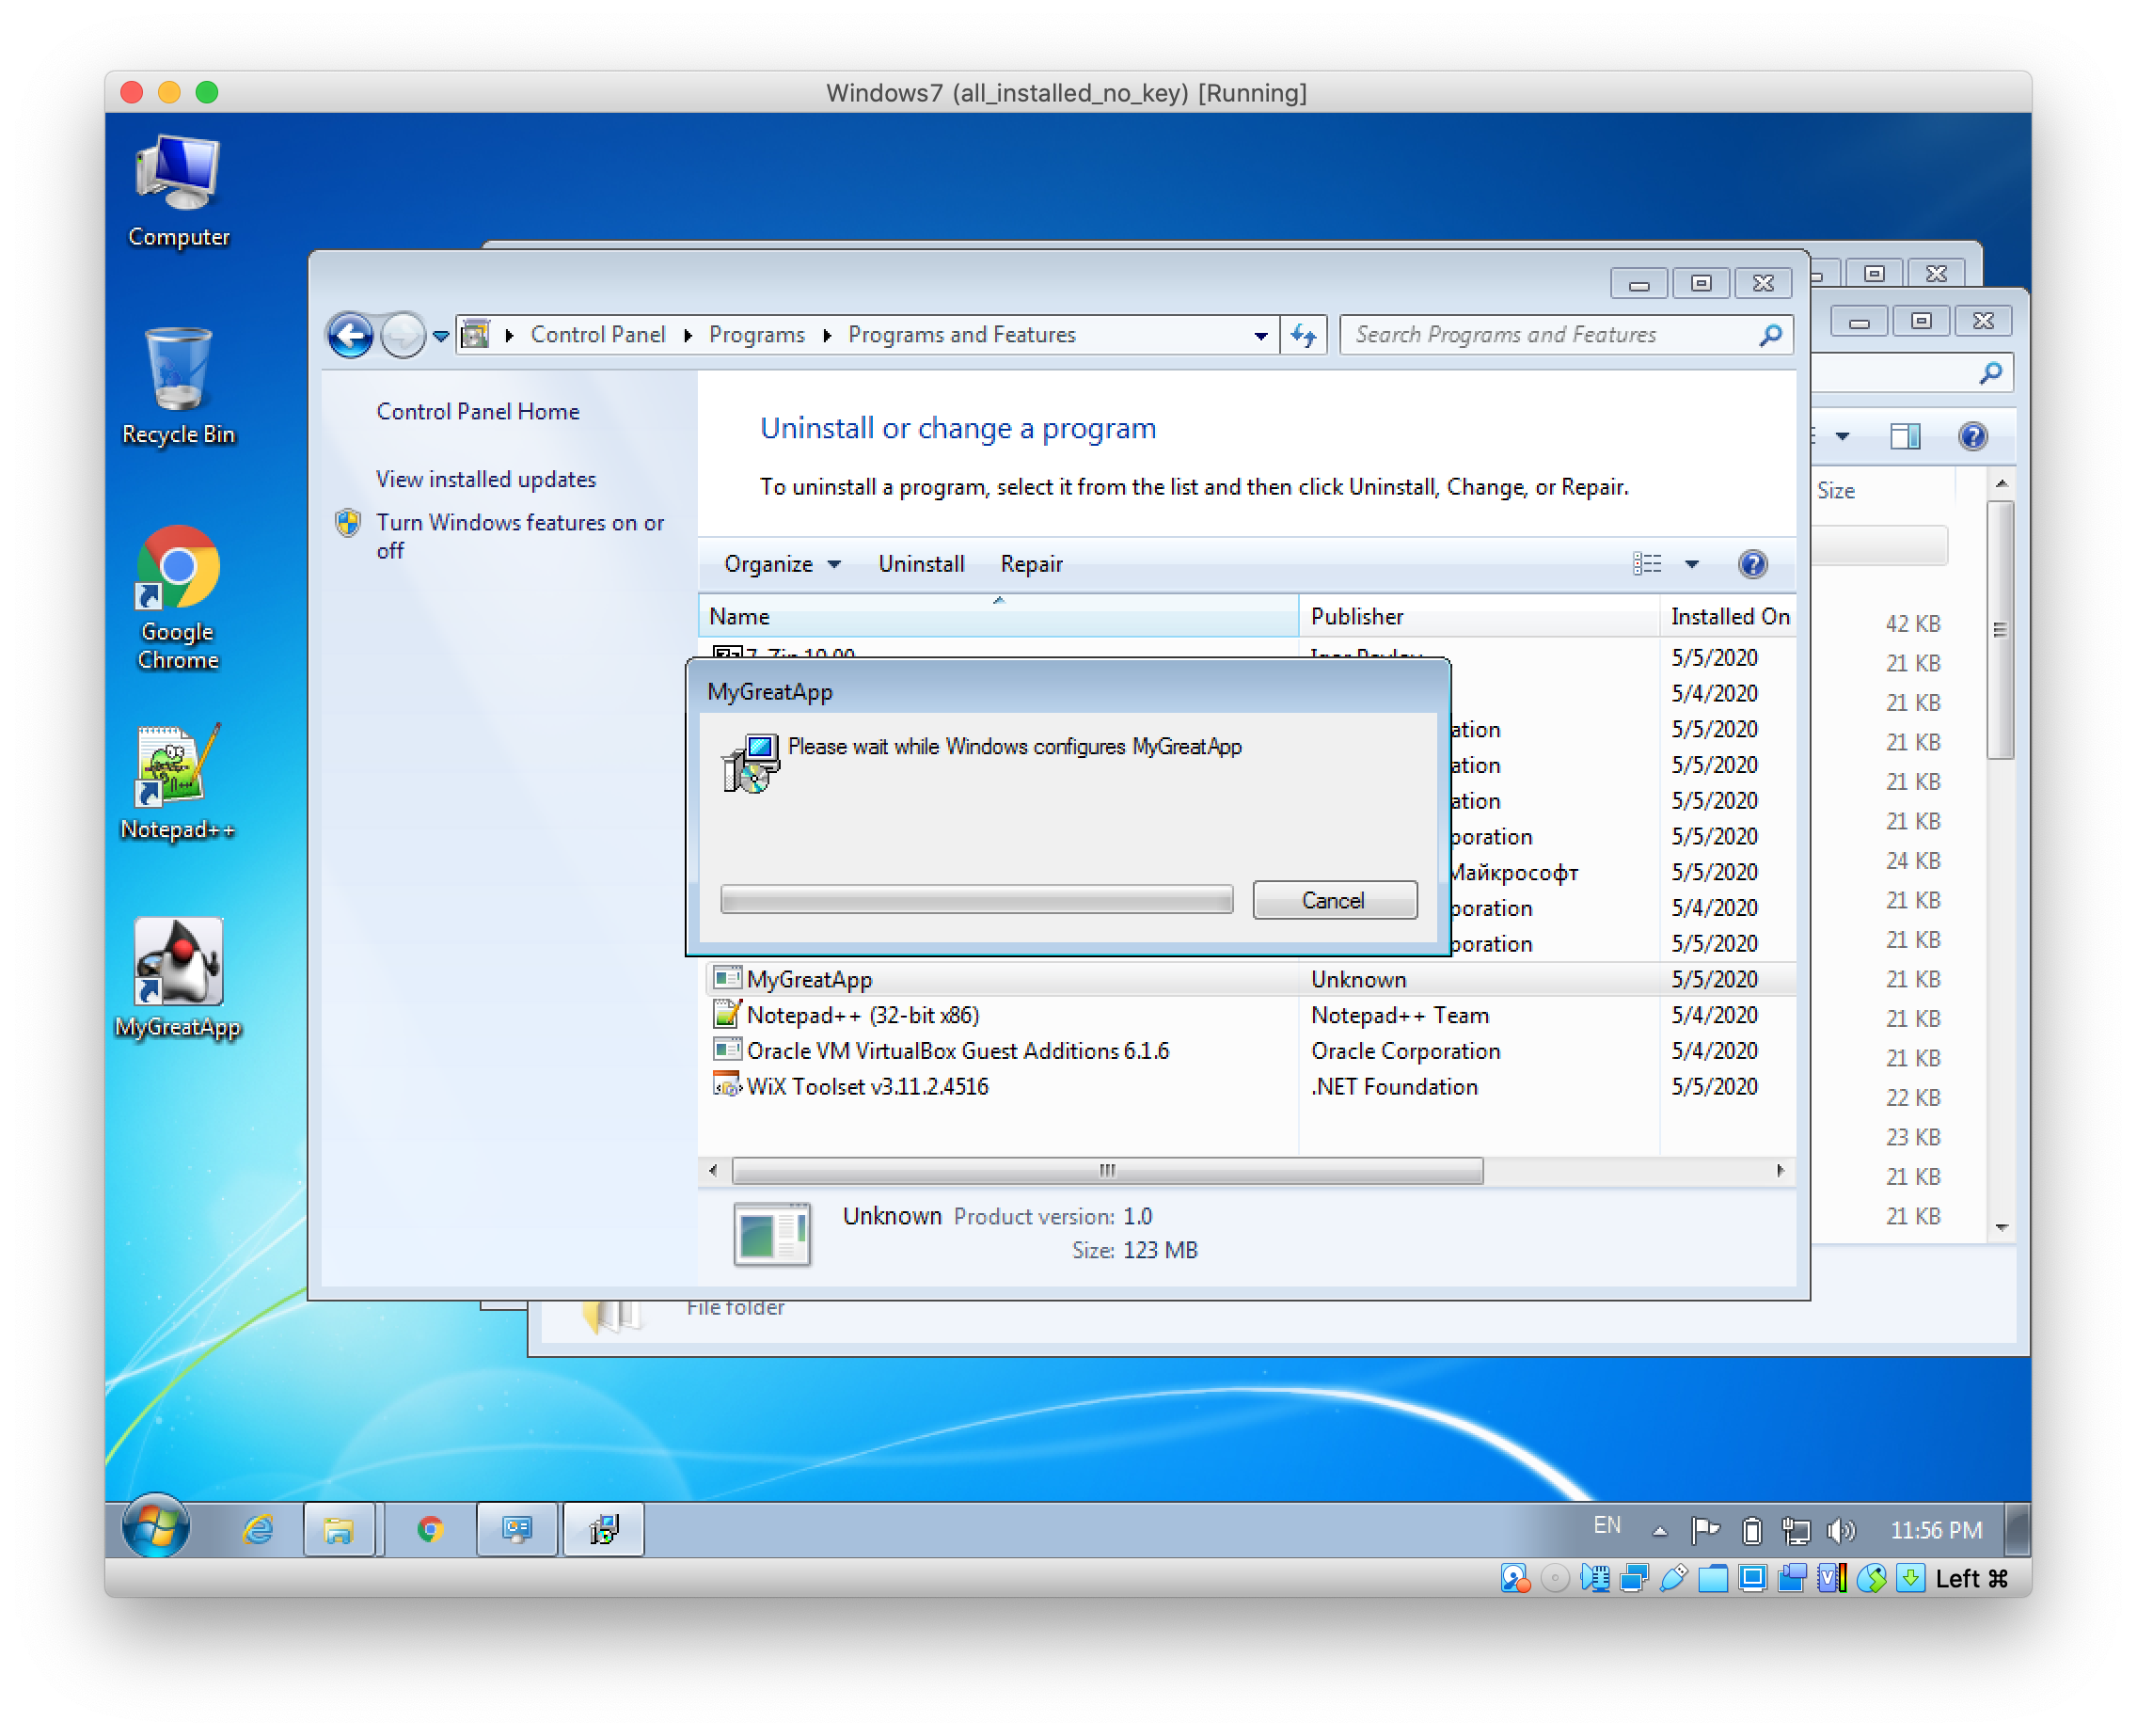 Windows7 (all_installed_no_key) [Running]
Computer
Recycle Bin
Google
Chrome
Notepad++
MyGreatApp
Control Panel
Programs
Programs and Features
Search Programs and Features
Control Panel Home
View installed updates
Turn Windows features on or
off
Uninstall or change a program
To uninstall a program, select it from the list and then click Uninstall, Change, or Repair.
Organize
Uninstall
Repair
Name
Publisher
Installed On
5/5/2020
5/4/2020
ation
5/5/2020
ation
5/5/2020
ation
5/5/2020
poration
5/5/2020
Майкрософт
5/5/2020
poration
5/4/2020
poration
5/5/2020
MyGreatApp
Please wait while Windows configures MyGreatApp
Cancel
MyGreatApp
Unknown
5/5/2020
Notepad++ (32-bit x86)
Notepad++ Team
5/4/2020
Oracle VM VirtualBox Guest Additions 6.1.6
Oracle Corporation
5/4/2020
WiX Toolset v3.11.2.4516
.NET Foundation
5/5/2020
Unknown
Product version: 1.0
Size: 123 MB
Size
42 KB
21 KB
21 KB
21 KB
21 KB
21 KB
24 KB
21 KB
21 KB
21 KB
21 KB
21 KB
22 KB
23 KB
21 KB
21 KB
File folder
EN
11:56 PM
Left ⌘